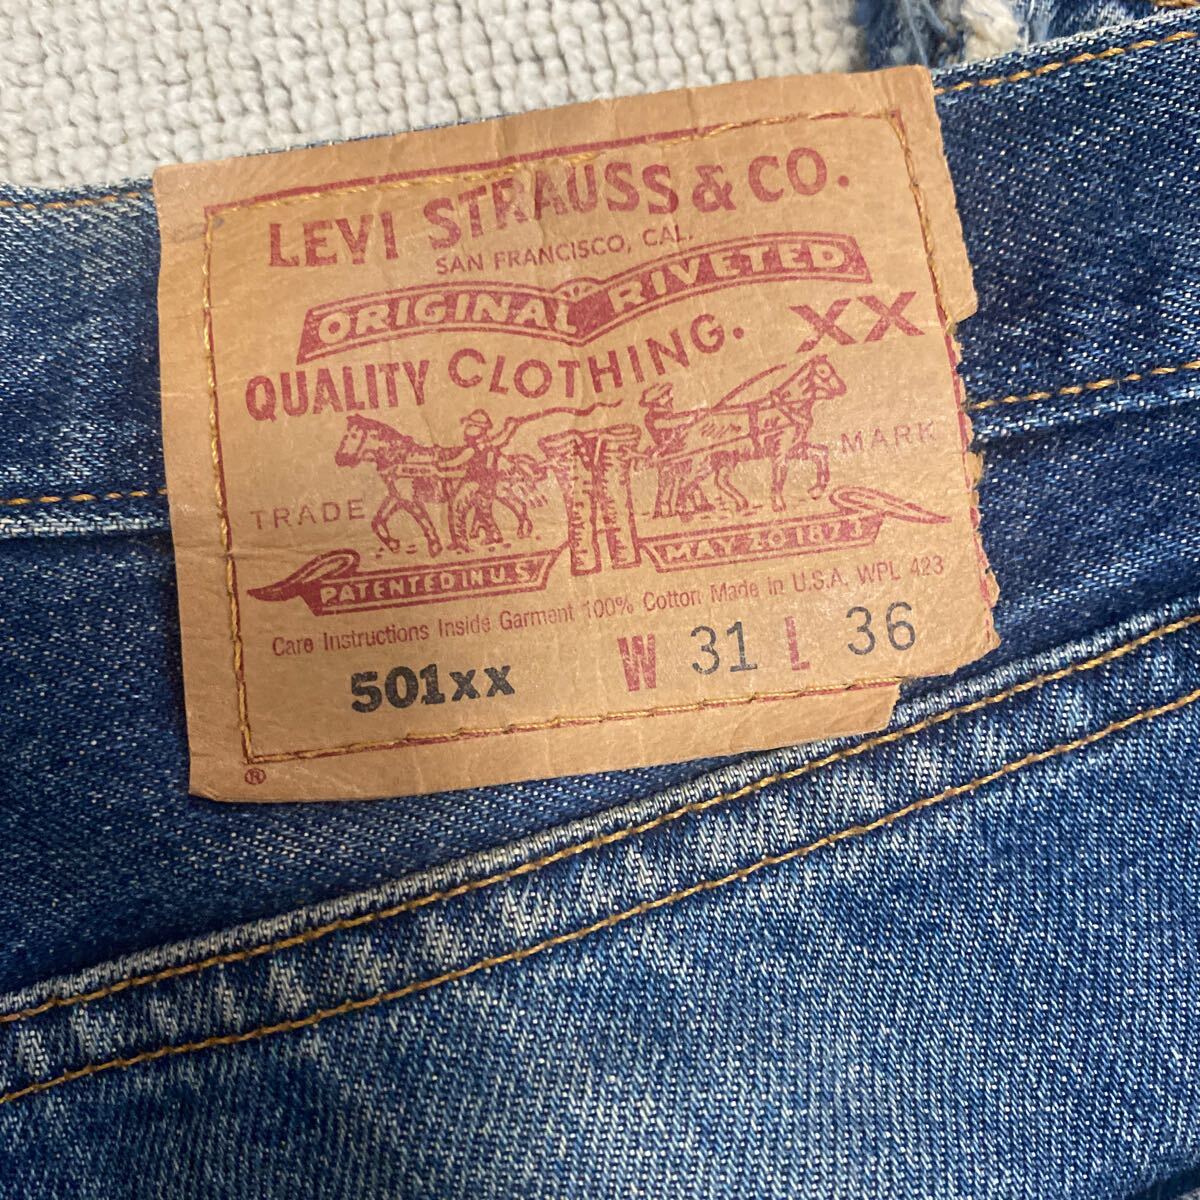 LEVI STRAUSS & CO.
SAN FRANCISCO, CAL.
ORIGINAL RIVETED
QUALITY CLOTHING. XX
TRADE MARK
PATENTED IN U.S. MAY 20 1873
Care Instructions Inside Garment 100% Cotton Made in U.S.A. WPL 423
501xx W 31 L 36
®